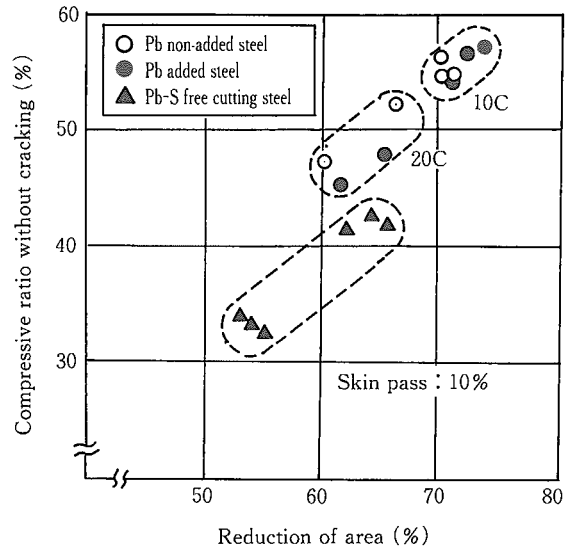 60
50
40
30
Compressive ratio without cracking (%)
Pb non-added steel
Pb added steel
Pb-S free cutting steel
10C
20C
Skin pass : 10%
50
60
70
80
Reduction of area (%)